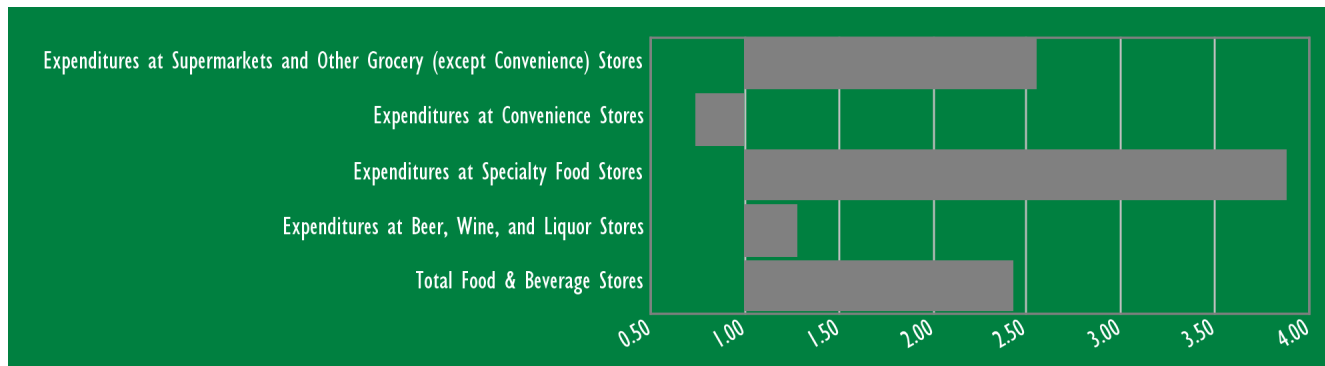 Expenditures at Supermarkets and Other Grocery (except Convenience) Stores
Expenditures at Convenience Stores
Expenditures at Specialty Food Stores
Expenditures at Beer, Wine, and Liquor Stores
Total Food & Beverage Stores
0.50 1.00 1.50 2.00 2.50 3.00 3.50 4.00